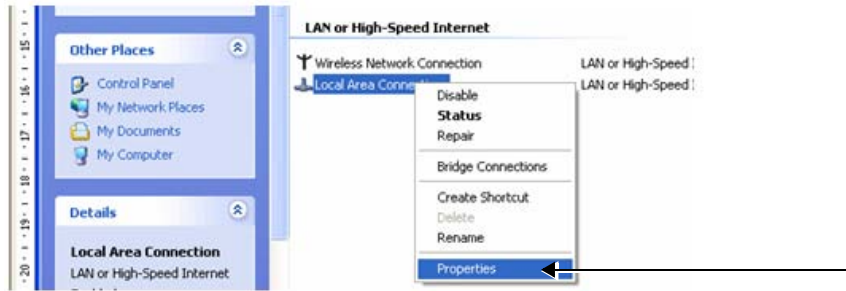 Other Places
Control Panel
My Network Places
My Documents
My Computer
Details
Local Area Connection
LAN or High-Speed Internet
LAN or High-Speed Internet
Wireless Network Connection LAN or High-Speed
Local Area LAN or High-Speed
Disable
Status
Repair
Bridge Connections
Create Shortcut
Delete
Rename
Properties
15
16
17
18
19
20